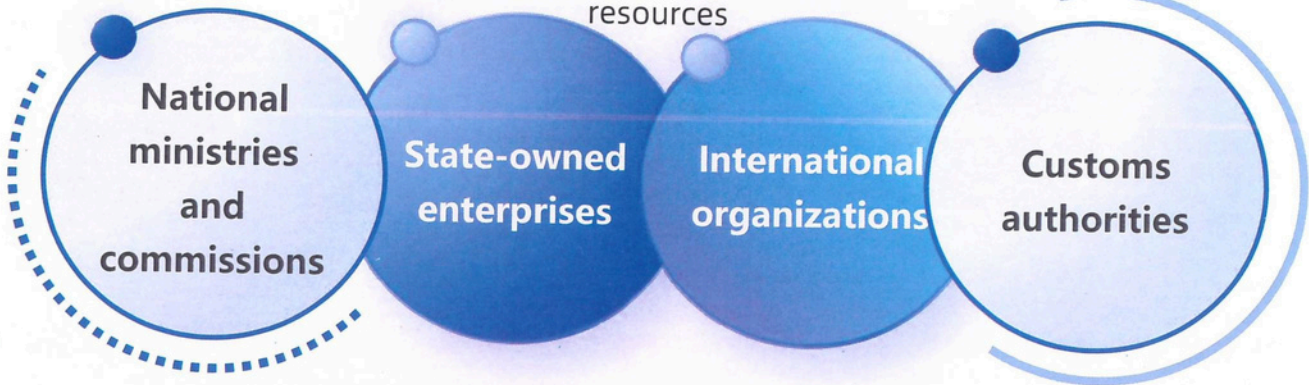 resources
National
ministries
and
commissions
State-owned
enterprises
International
organizations
Customs
authorities